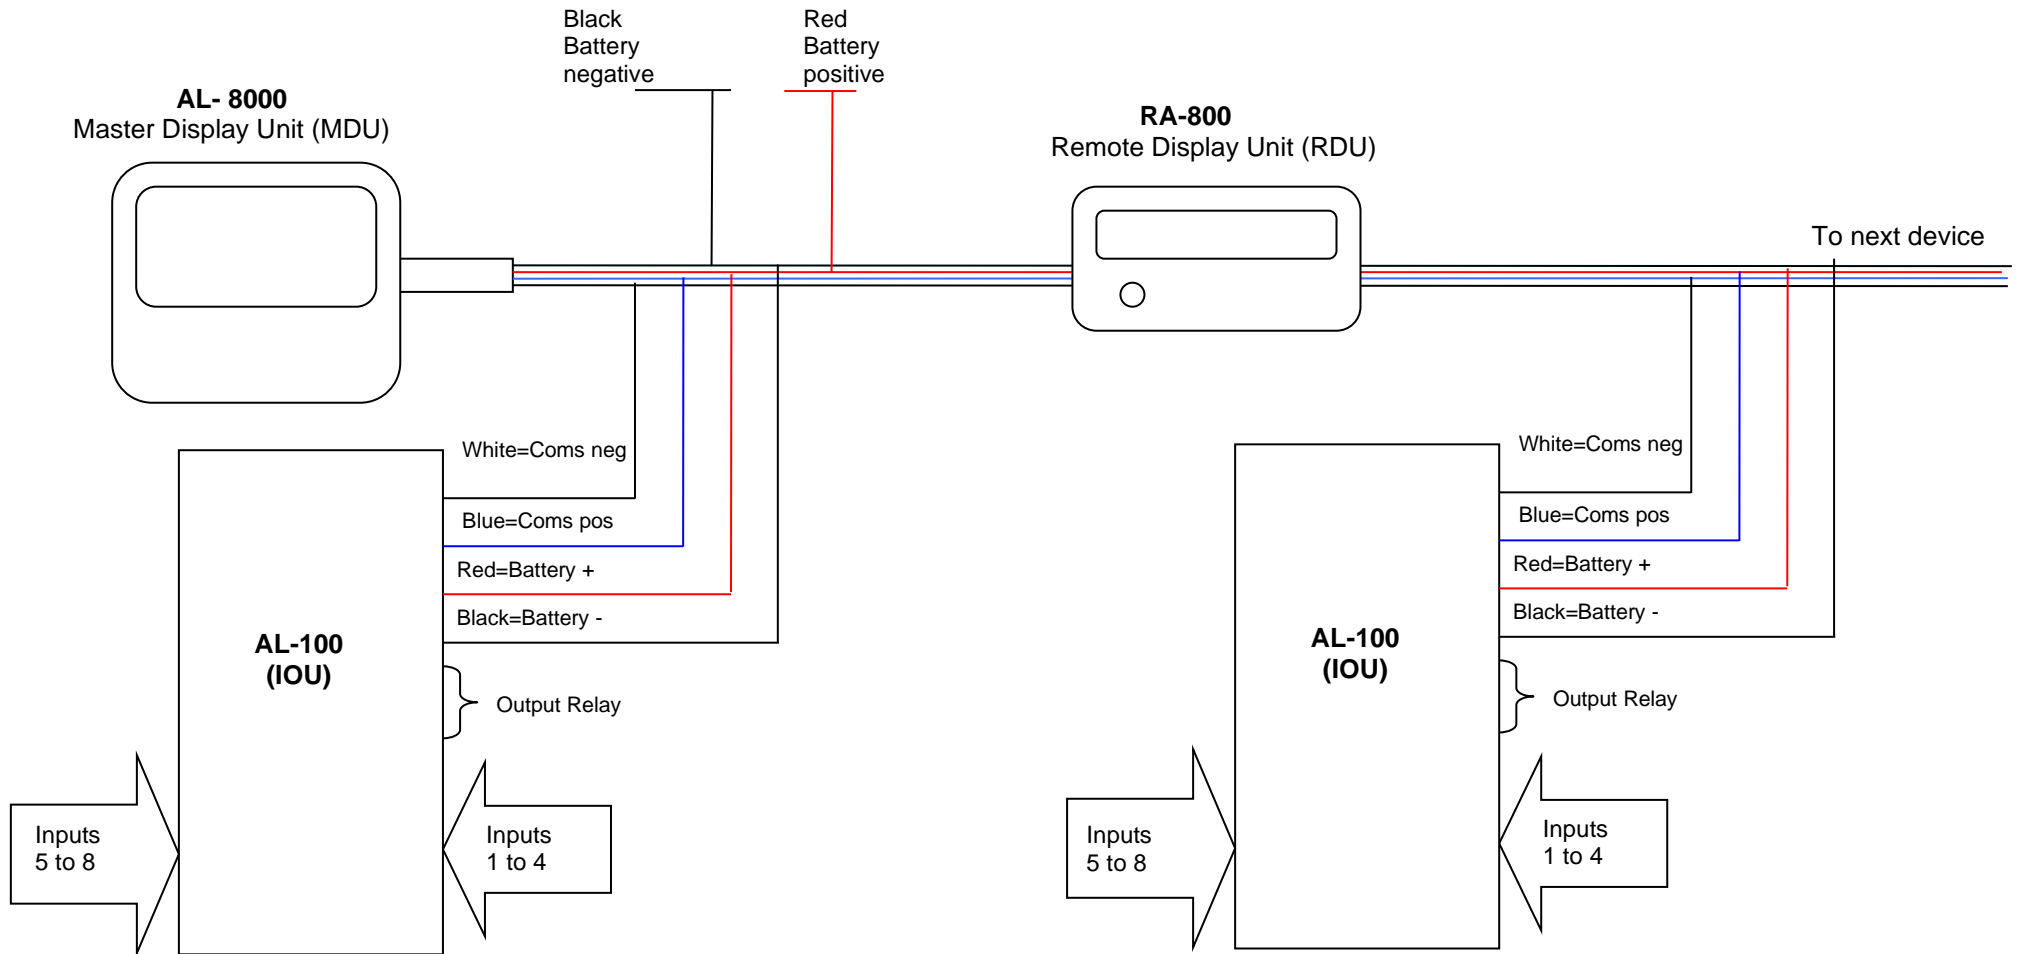 Black
Battery
negative
Red
Battery
positive
AL- 8000
Master Display Unit (MDU)
RA-800
Remote Display Unit (RDU)
To next device
White=Coms neg
Blue=Coms pos
Red=Battery +
Black=Battery -
AL-100
(IOU)
Output Relay
Inputs
5 to 8
Inputs
1 to 4
White=Coms neg
Blue=Coms pos
Red=Battery +
Black=Battery -
AL-100
(IOU)
Output Relay
Inputs
5 to 8
Inputs
1 to 4